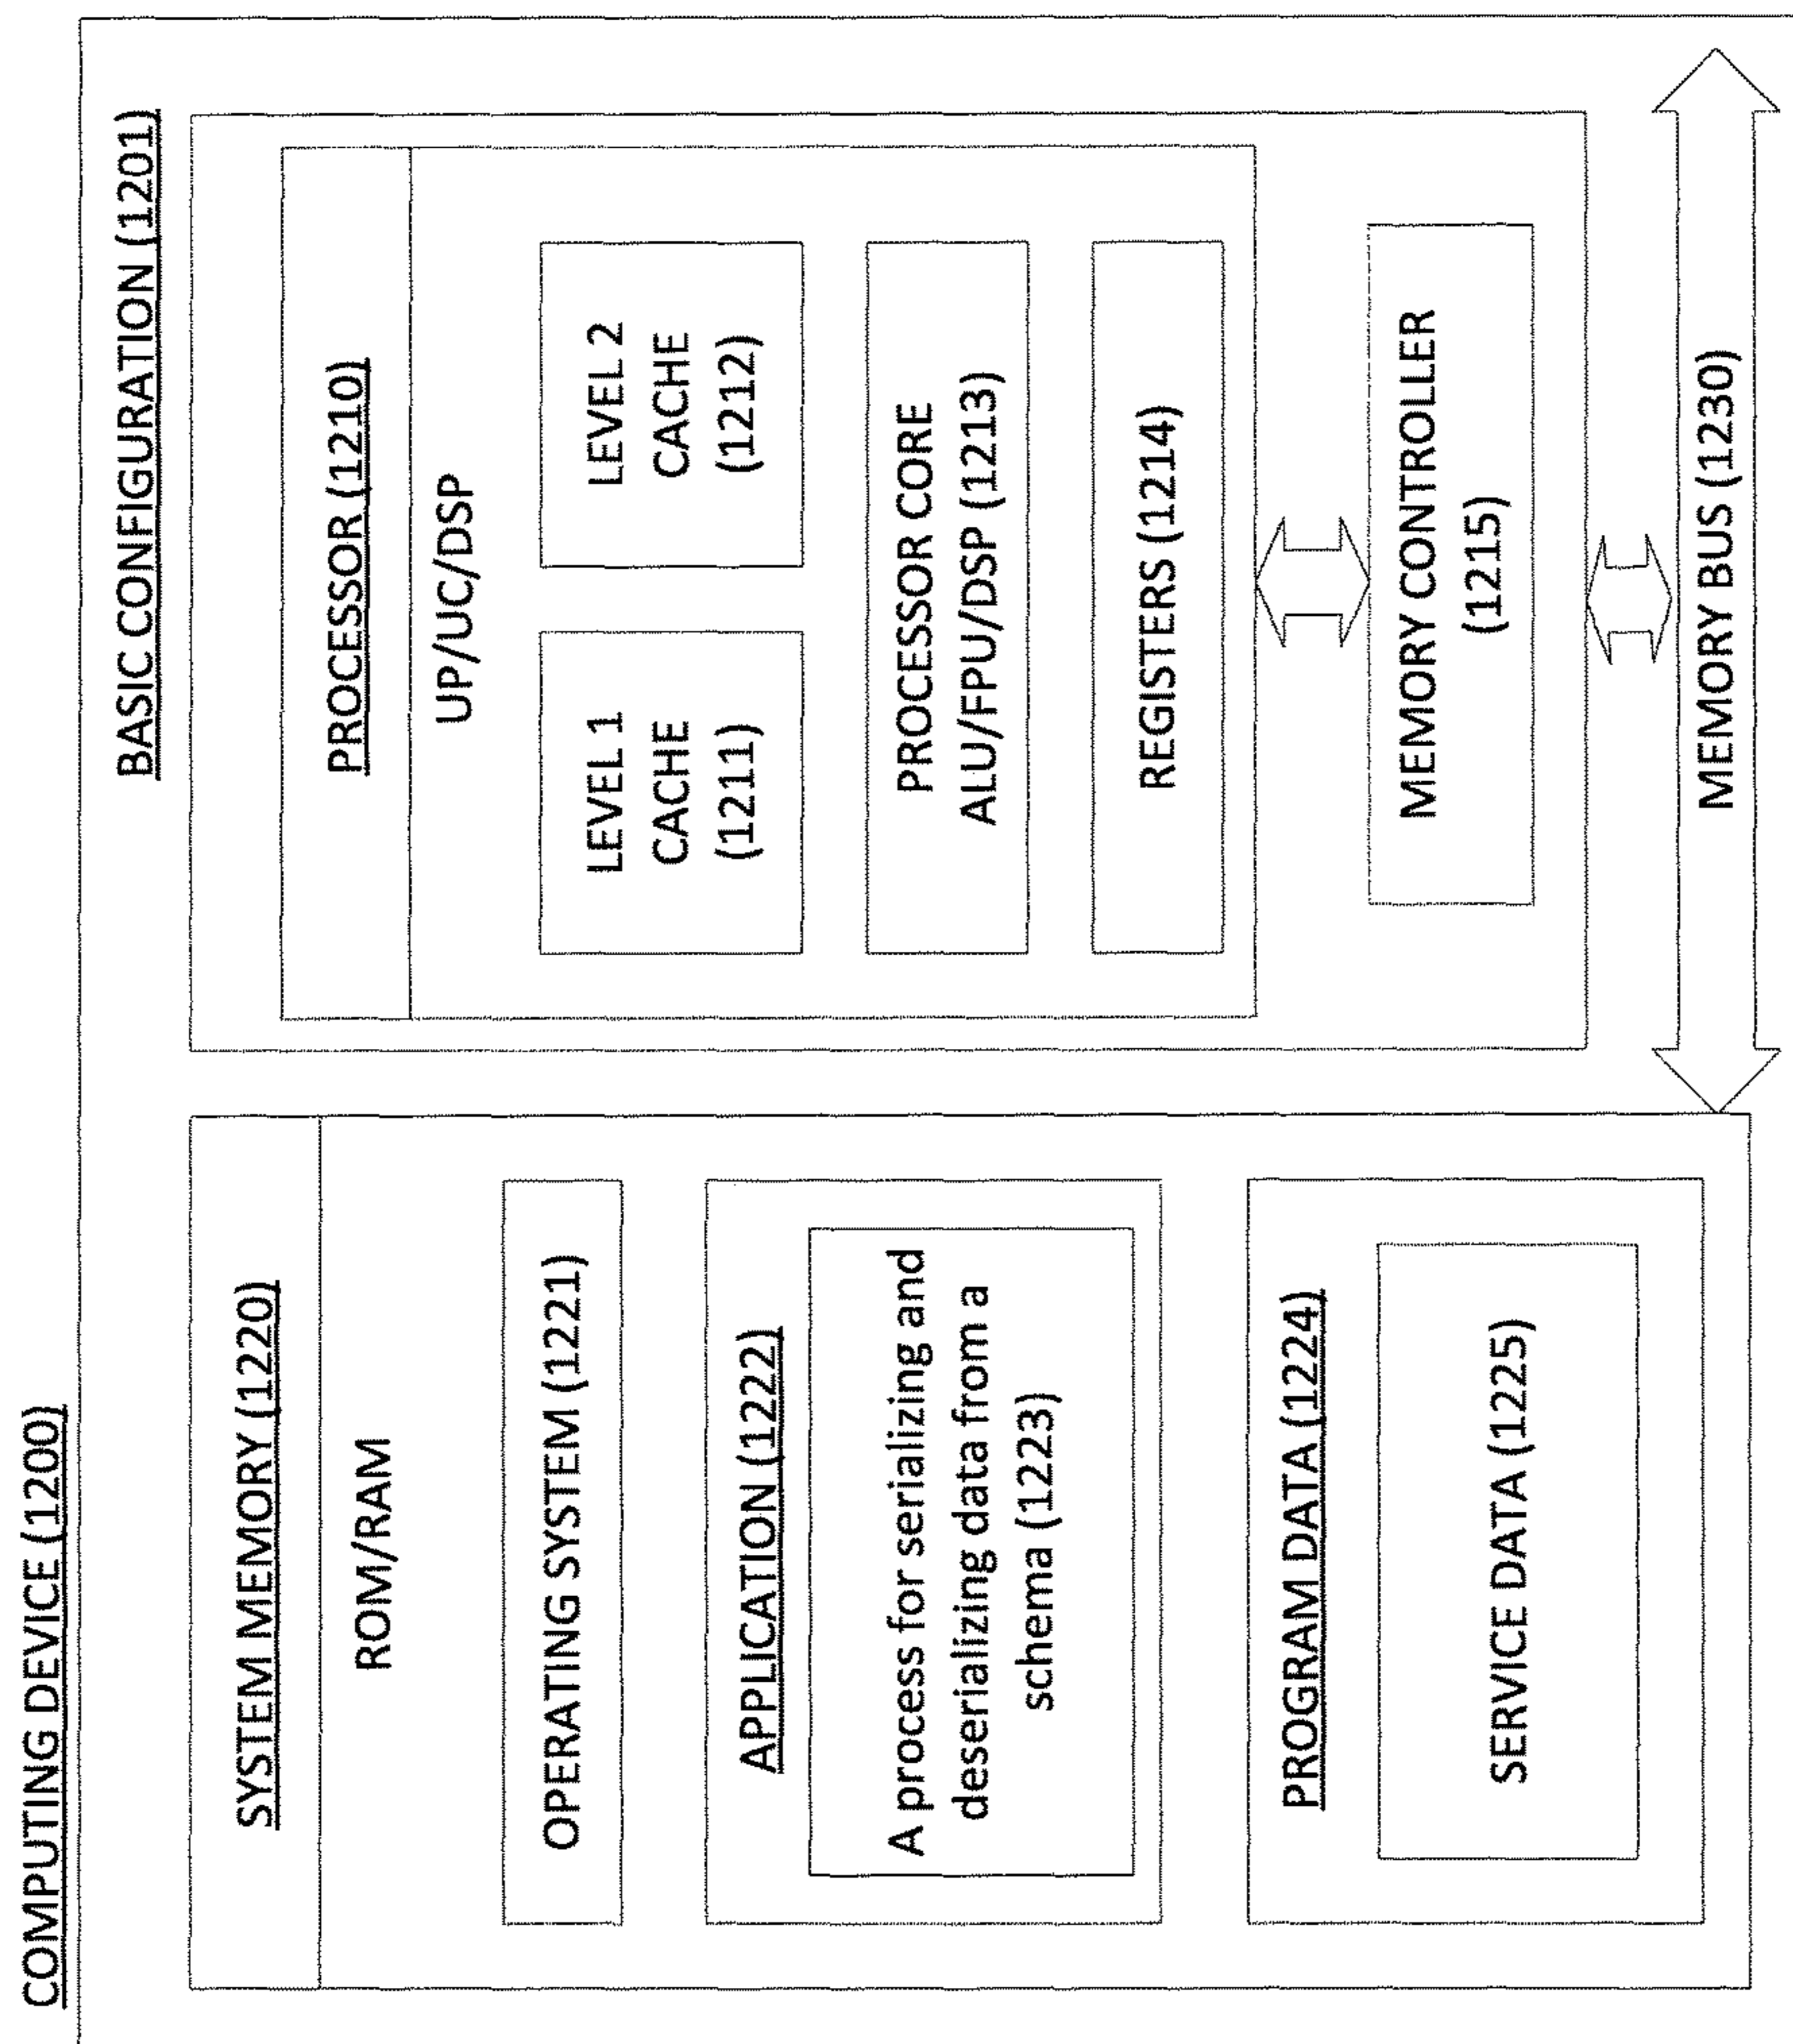 COMPUTING DEVICE (1200)
SYSTEM MEMORY (1220)
ROM/RAM
OPERATING SYSTEM (1221)
APPLICATION (1222)
A process for serializing and
deserializing data from a
schema (1223)
PROGRAM DATA (1224)
SERVICE DATA (1225)
BASIC CONFIGURATION (1201)
PROCESSOR (1210)
UP/UC/DSP
LEVEL 1
CACHE
(1211)
LEVEL 2
CACHE
(1212)
PROCESSOR CORE
ALU/FPU/DSP (1213)
REGISTERS (1214)
MEMORY CONTROLLER
(1215)
MEMORY BUS (1230)